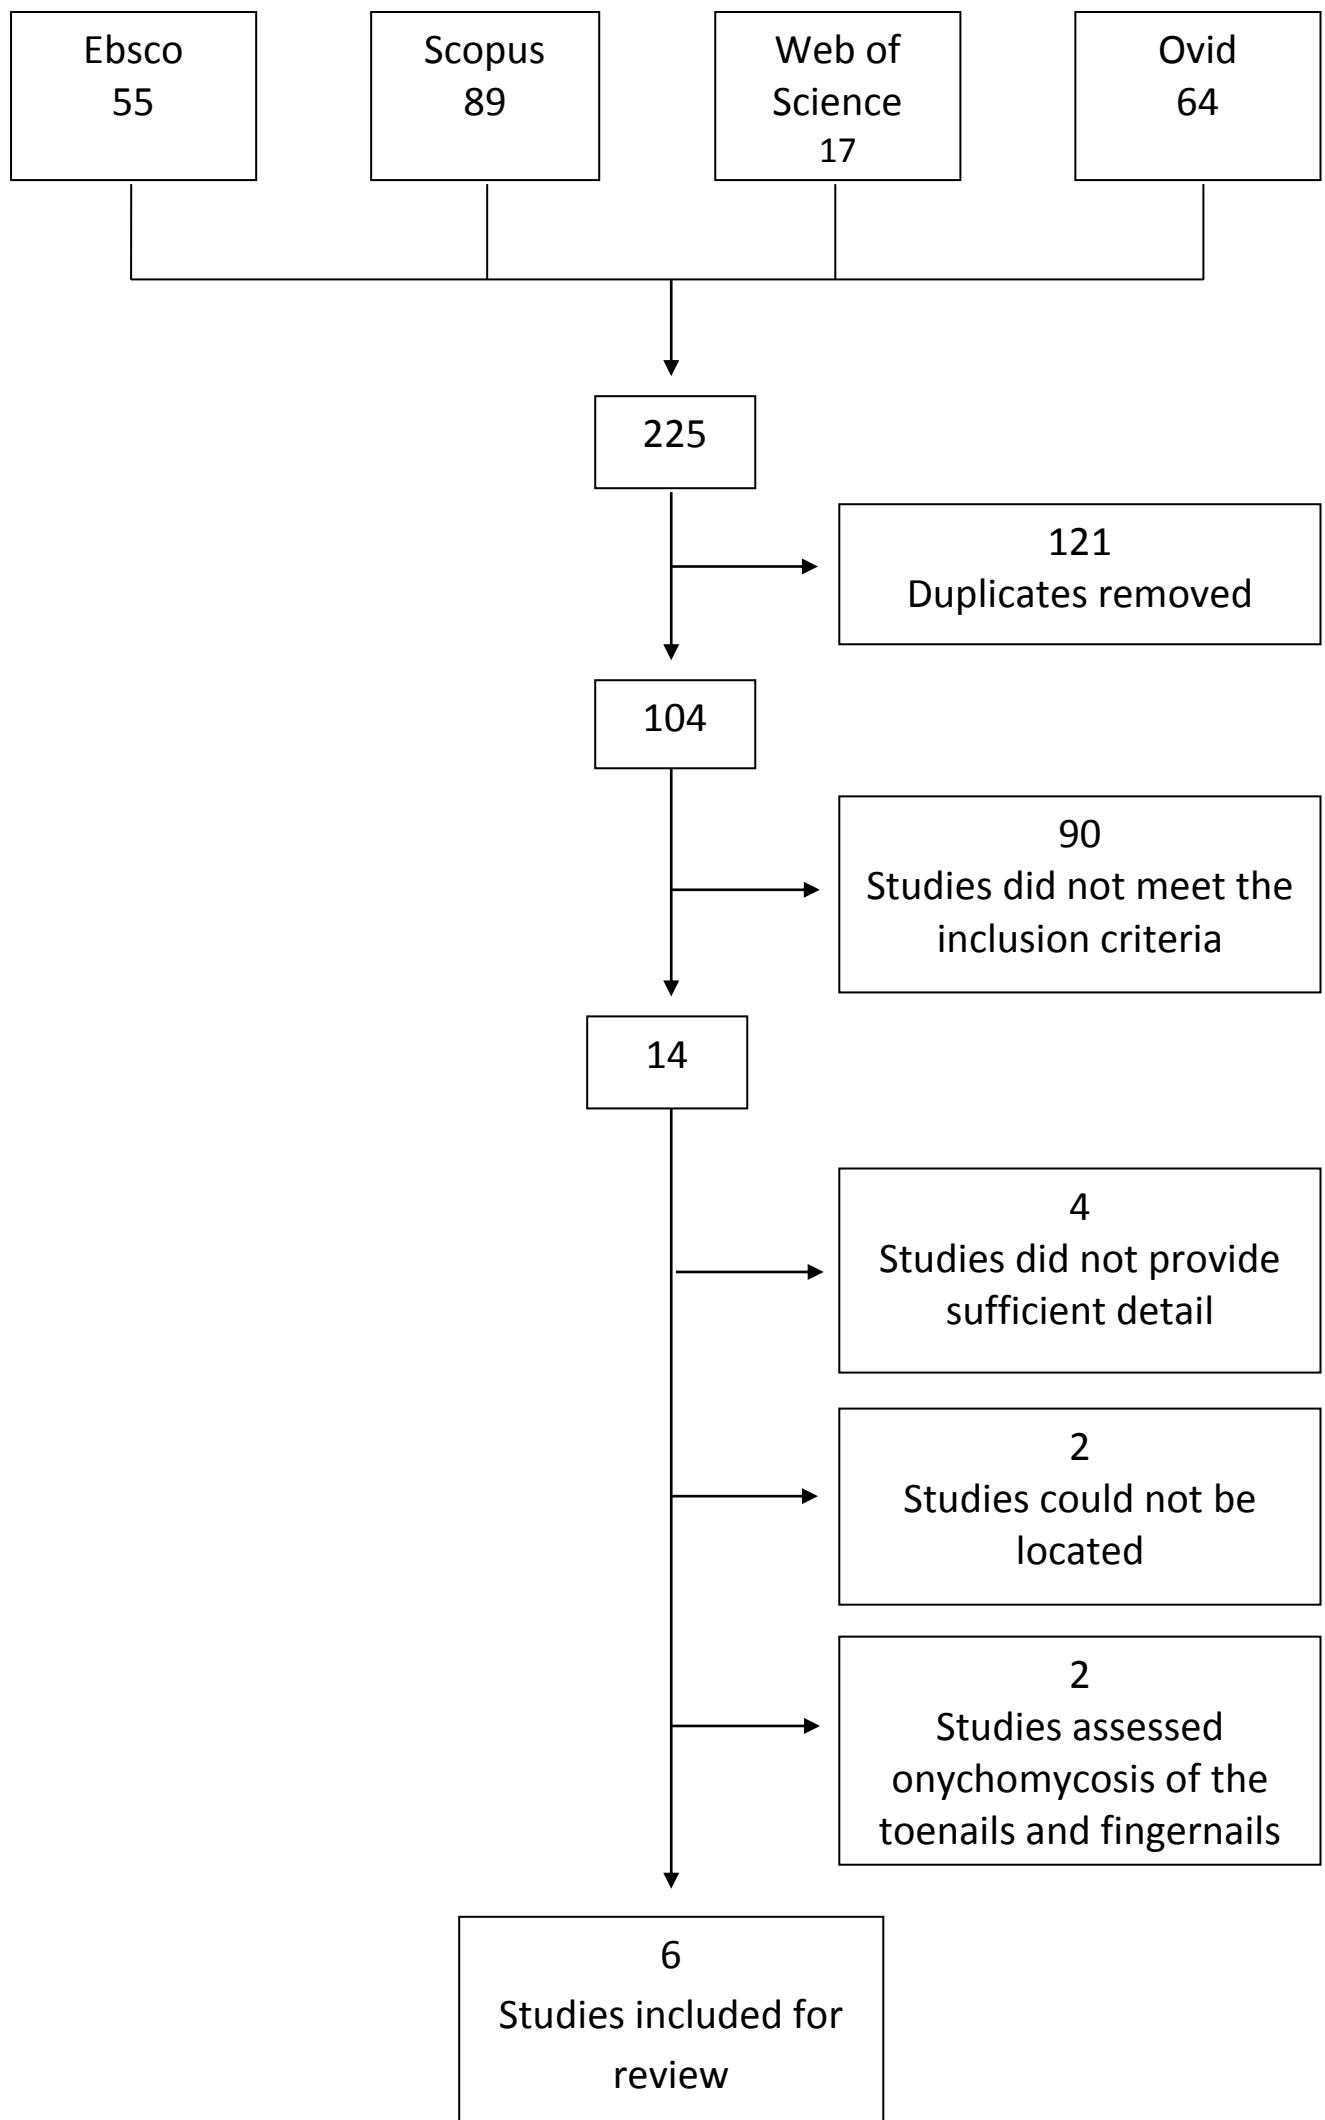 Ebsco
55
Scopus
89
Web of
Science
17
Ovid
64
225
121
Duplicates removed
104
90
Studies did not meet the
inclusion criteria
14
4
Studies did not provide
sufficient detail
2
Studies could not be
located
2
Studies assessed
onychomycosis of the
toenails and fingernails
6
Studies included for
review